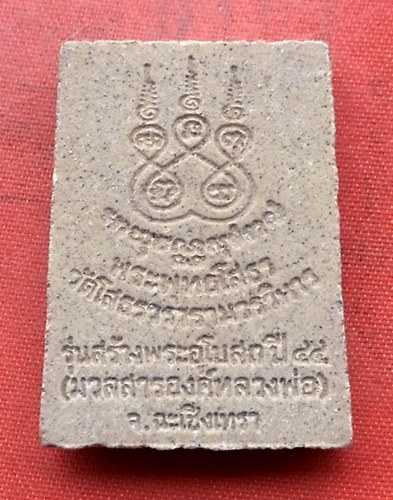 พระพุทธโสธร
วัดโสธรวรารามวรวิหาร
รุ่นสร้างพระอุโบสถปี ๕๕
(มวลสารองค์หลวงพ่อ)
จ.ฉะเชิงเทรา